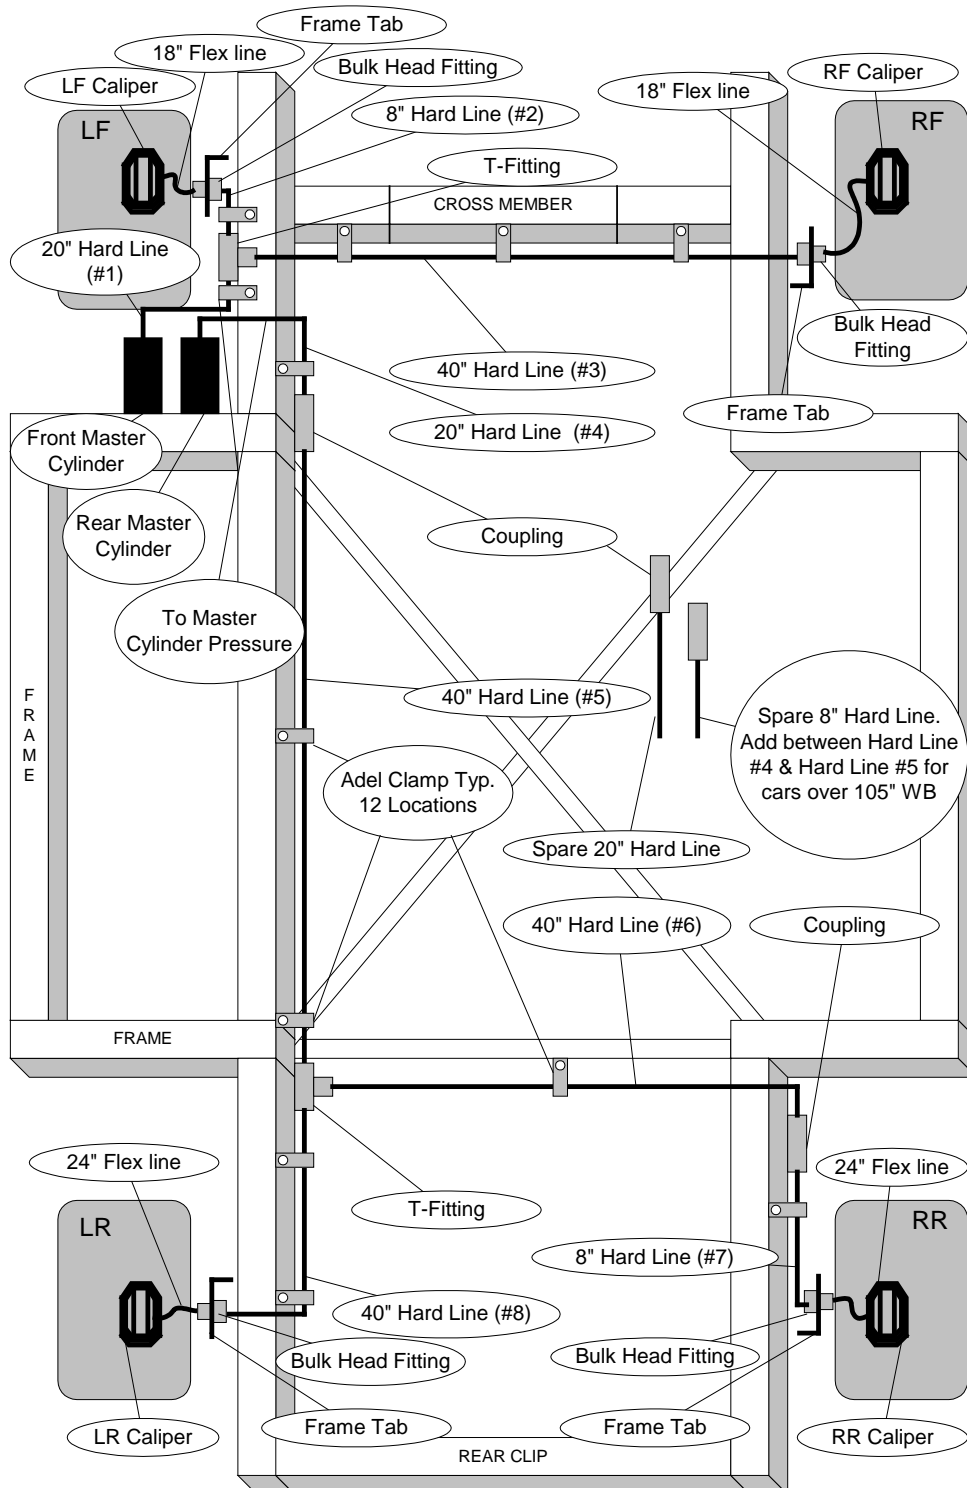 Frame Tab
18" Flex line
Bulk Head Fitting
LF Caliper
RF Caliper
18" Flex line
8" Hard Line (#2)
LF
RF
T-Fitting
CROSS MEMBER
20" Hard Line
(#1)
Bulk Head
Fitting
40" Hard Line (#3)
Frame Tab
20" Hard Line  (#4)
Front Master
Cylinder
Rear Master
Cylinder
Coupling
To Master
Cylinder Pressure
40" Hard Line (#5)
F
R
A
M
E
Spare 8" Hard Line.
Add between Hard Line
#4 & Hard Line #5 for
cars over 105" WB
Adel Clamp Typ.
12 Locations
Spare 20" Hard Line
40" Hard Line (#6)
Coupling
FRAME
24" Flex line
24" Flex line
LR
T-Fitting
RR
8" Hard Line (#7)
40" Hard Line (#8)
Bulk Head Fitting
Bulk Head Fitting
LR Caliper
Frame Tab
Frame Tab
RR Caliper
REAR CLIP